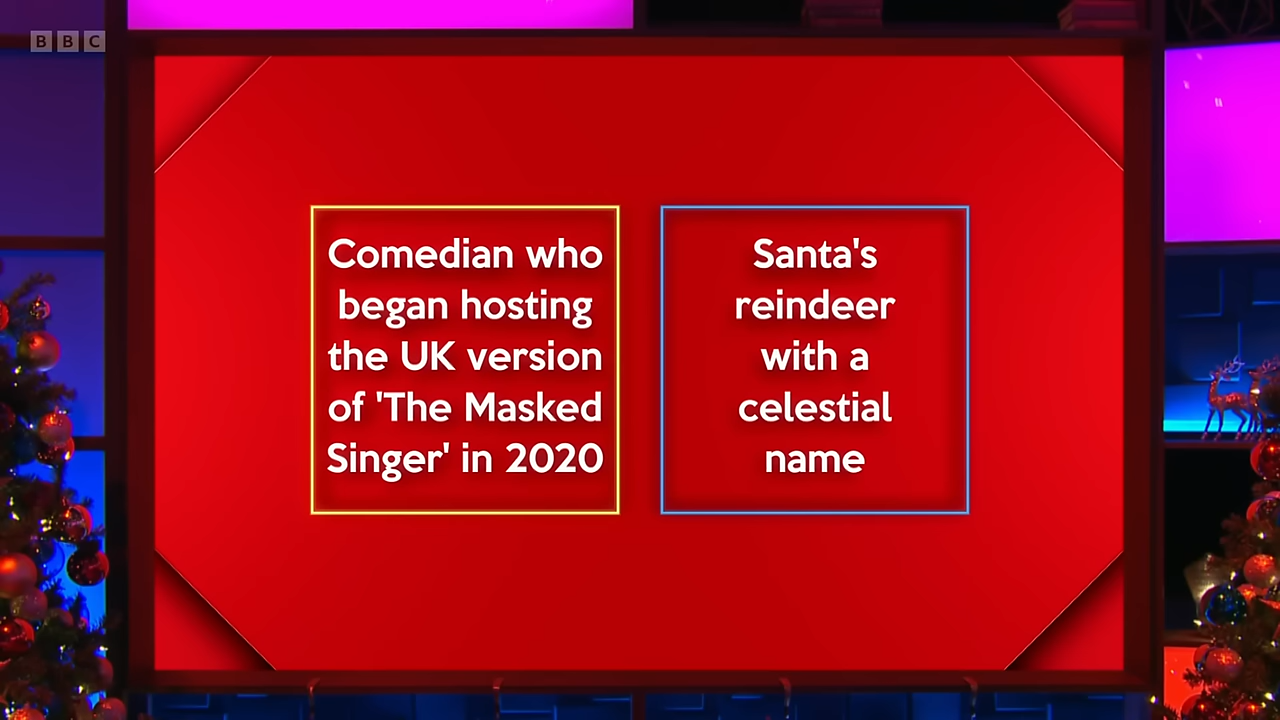 BBC
Comedian who
began hosting
the UK version
of 'The Masked
Singer' in 2020
Santa's
reindeer
with a
celestial
name